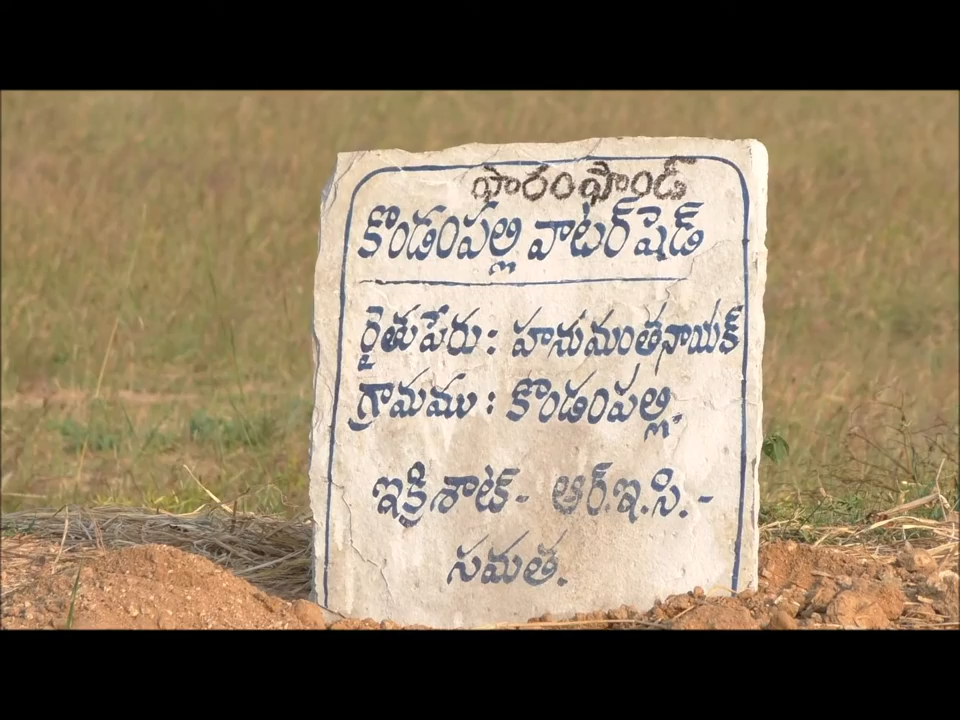 ఫారంపాండ్
కొండంపల్లి వాటర్ షెడ్
రైతుపేరు: హనుమంతనాయక్
గ్రామము: కొండంపల్లి.
ఇక్రిశాట్- ఆర్.ఇ.సి.-
సమత.